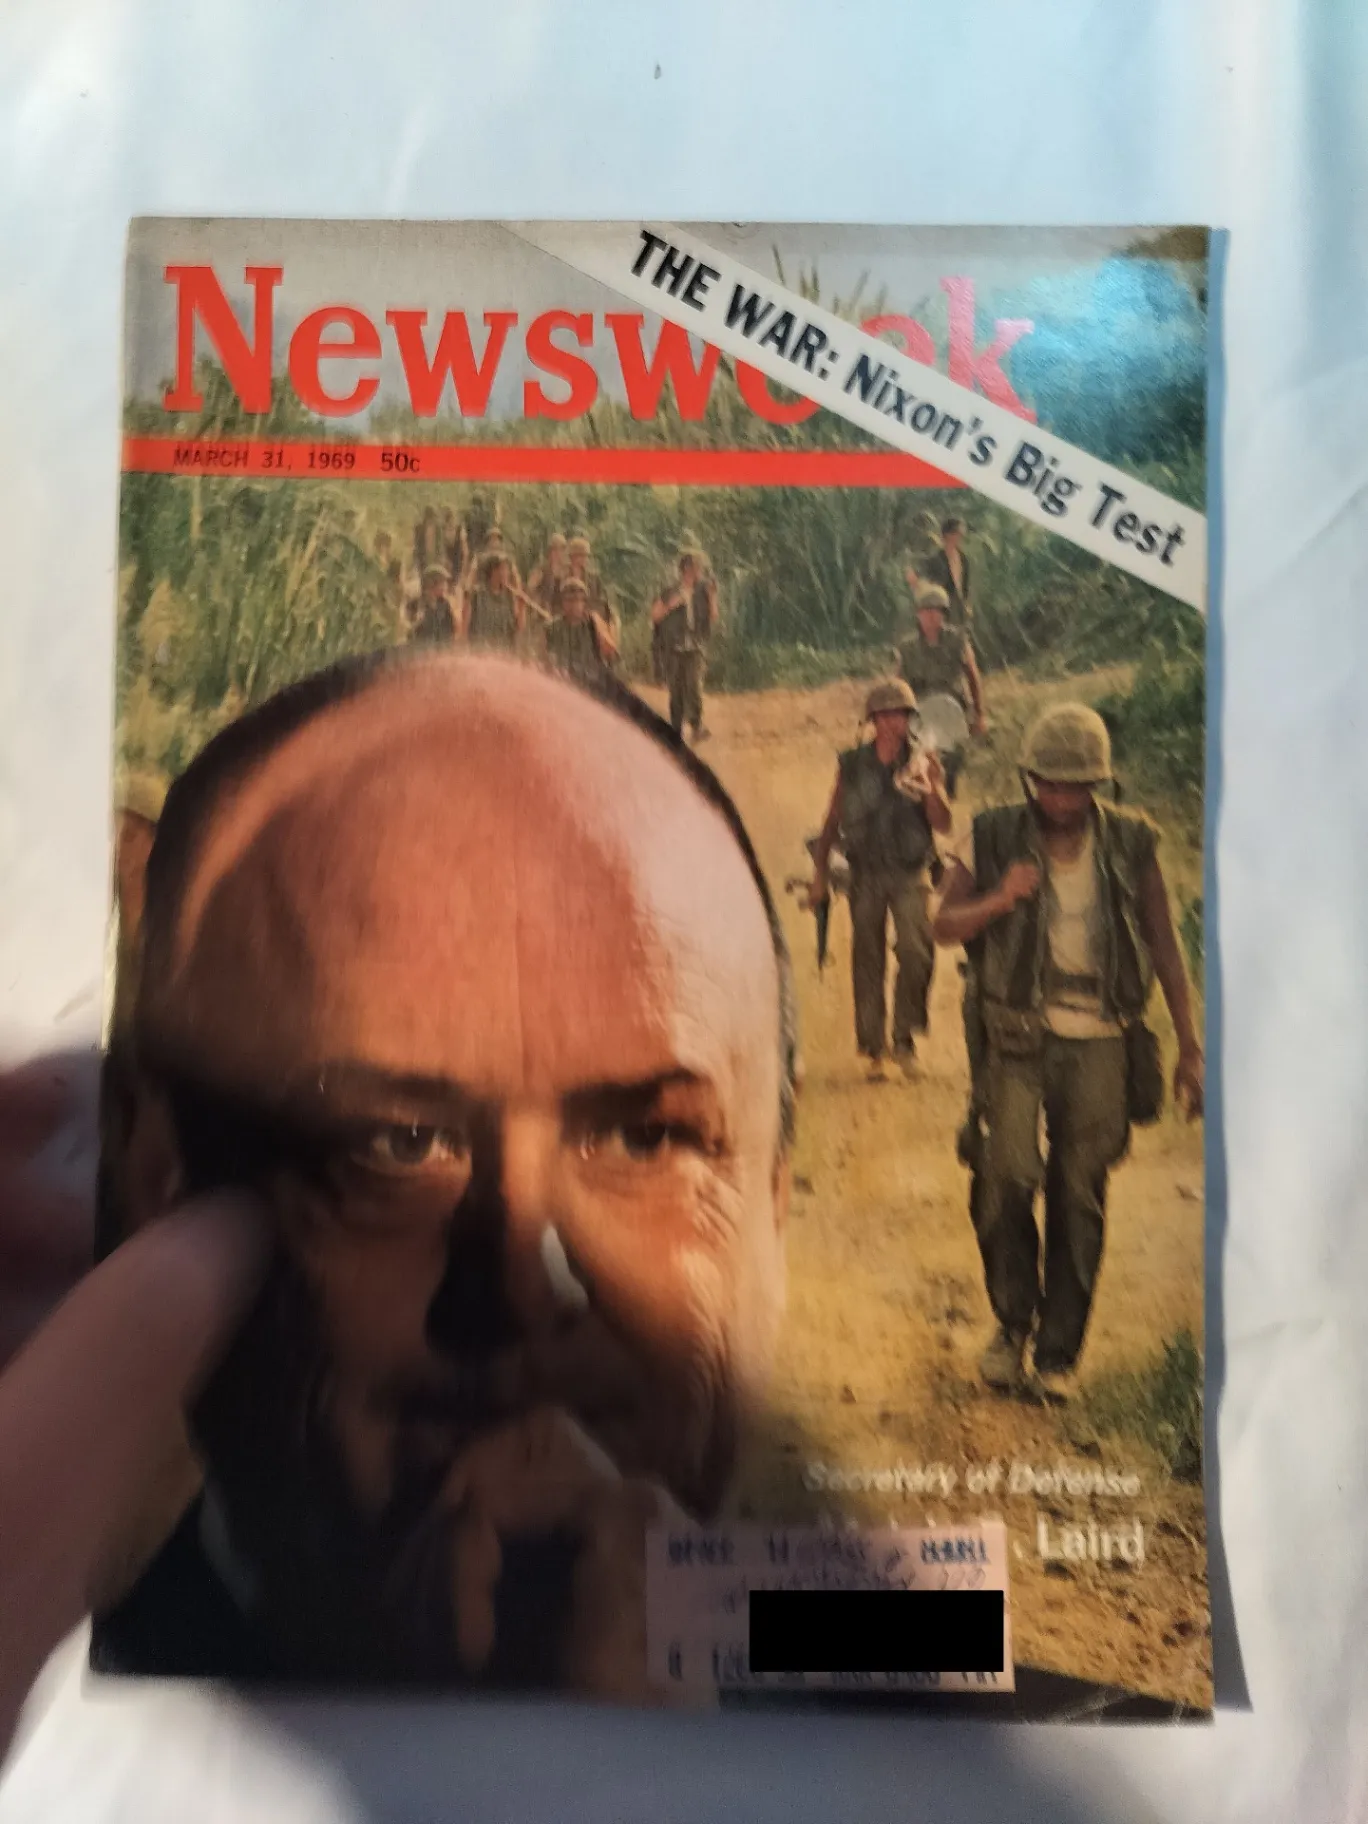 THE WAR: Nixon's Big Test
Newsweek
MARCH 31, 1969 50c
Secretary of Defense
Laird